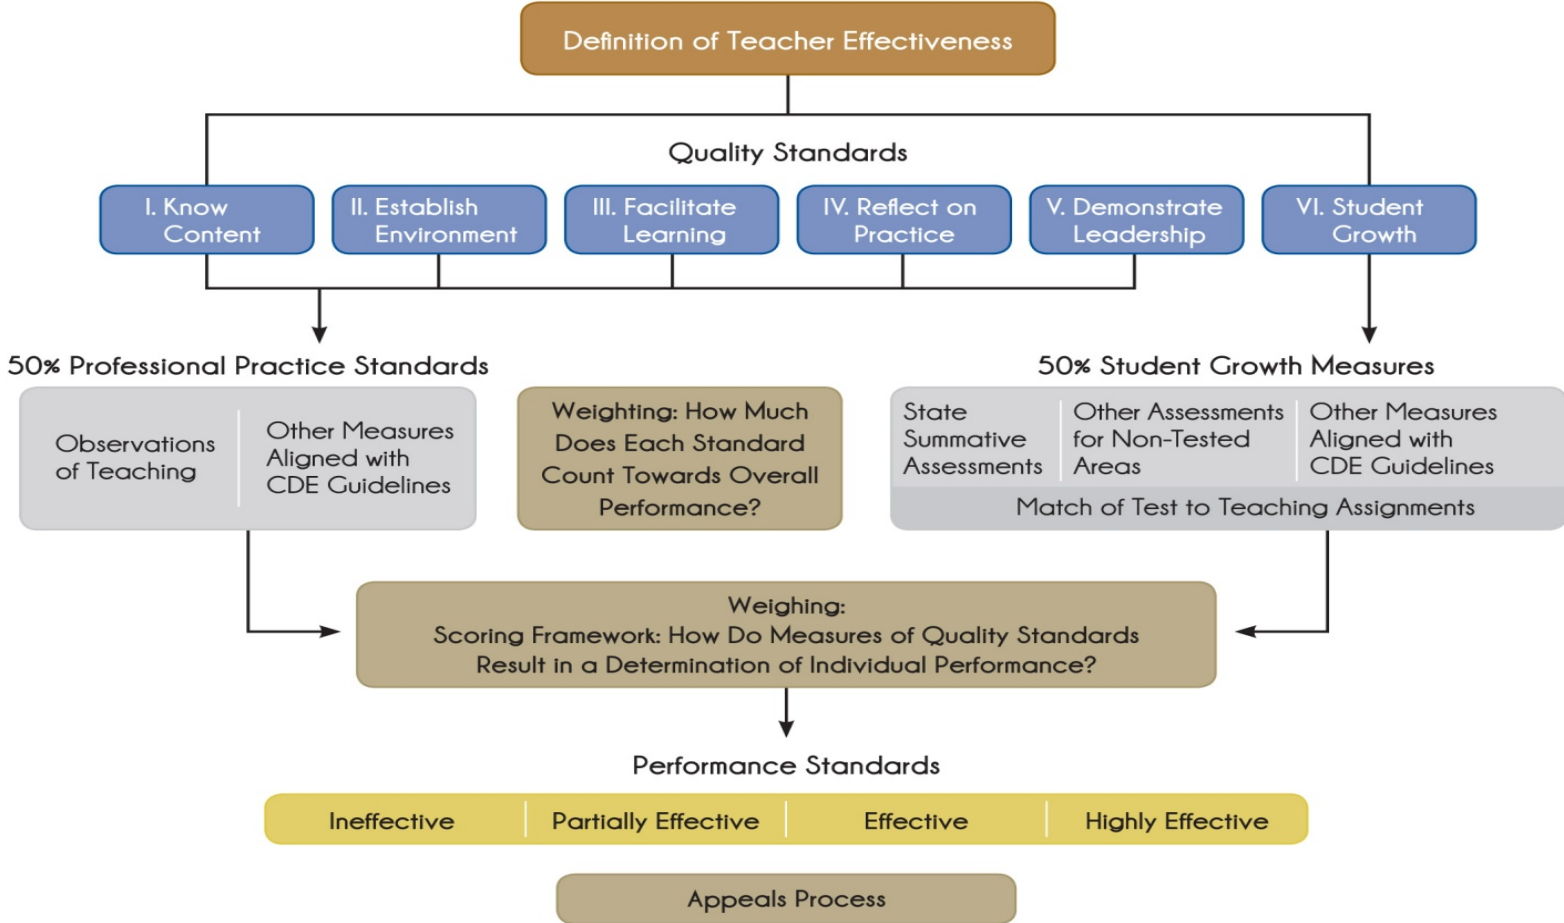 Definition of Teacher Effectiveness
Quality Standards
I. Know
Content
II. Establish
Environment
III. Facilitate
Learning
IV. Reflect on
Practice
V. Demonstrate
Leadership
VI. Student
Growth
50% Professional Practice Standards
Observations
of Teaching
Other Measures
Aligned with
CDE Guidelines
Weighting: How Much
Does Each Standard
Count Towards Overall
Performance?
50% Student Growth Measures
State
Summative
Assessments
Other Assessments
for Non-Tested
Areas
Other Measures
Aligned with
CDE Guidelines
Match of Test to Teaching Assignments
Weighing:
Scoring Framework: How Do Measures of Quality Standards
Result in a Determination of Individual Performance?
Performance Standards
Ineffective
Partially Effective
Effective
Highly Effective
Appeals Process